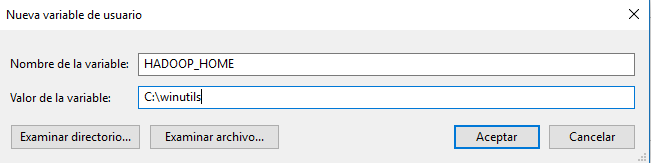 Nueva variable de usuario
Nombre de la variable: HADOOP_HOME
Valor de la variable: C:\winutils
Examinar directorio... Examinar archivo... Aceptar Cancelar